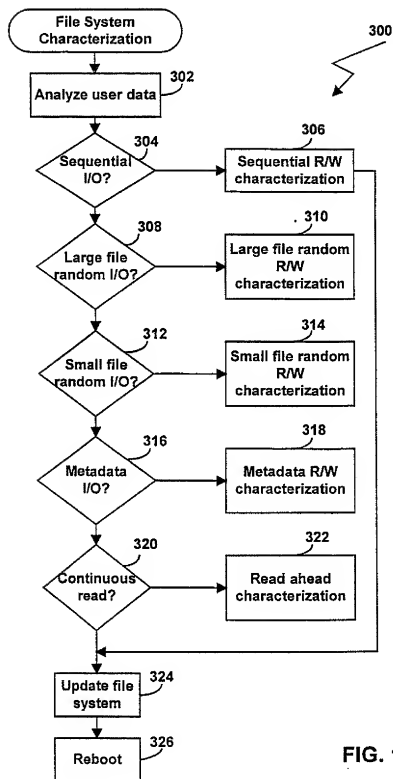 File System
Characterization
300
302
Analyze user data
304
Sequential
I/O?
306
Sequential R/W
characterization
308
Large file
random I/O?
310
Large file random
R/W
characterization
312
Small file
random I/O?
314
Small file random
R/W
characterization
316
Metadata
I/O?
318
Metadata R/W
characterization
320
Continuous
read?
322
Read ahead
characterization
324
Update file
system
326
Reboot
FIG.